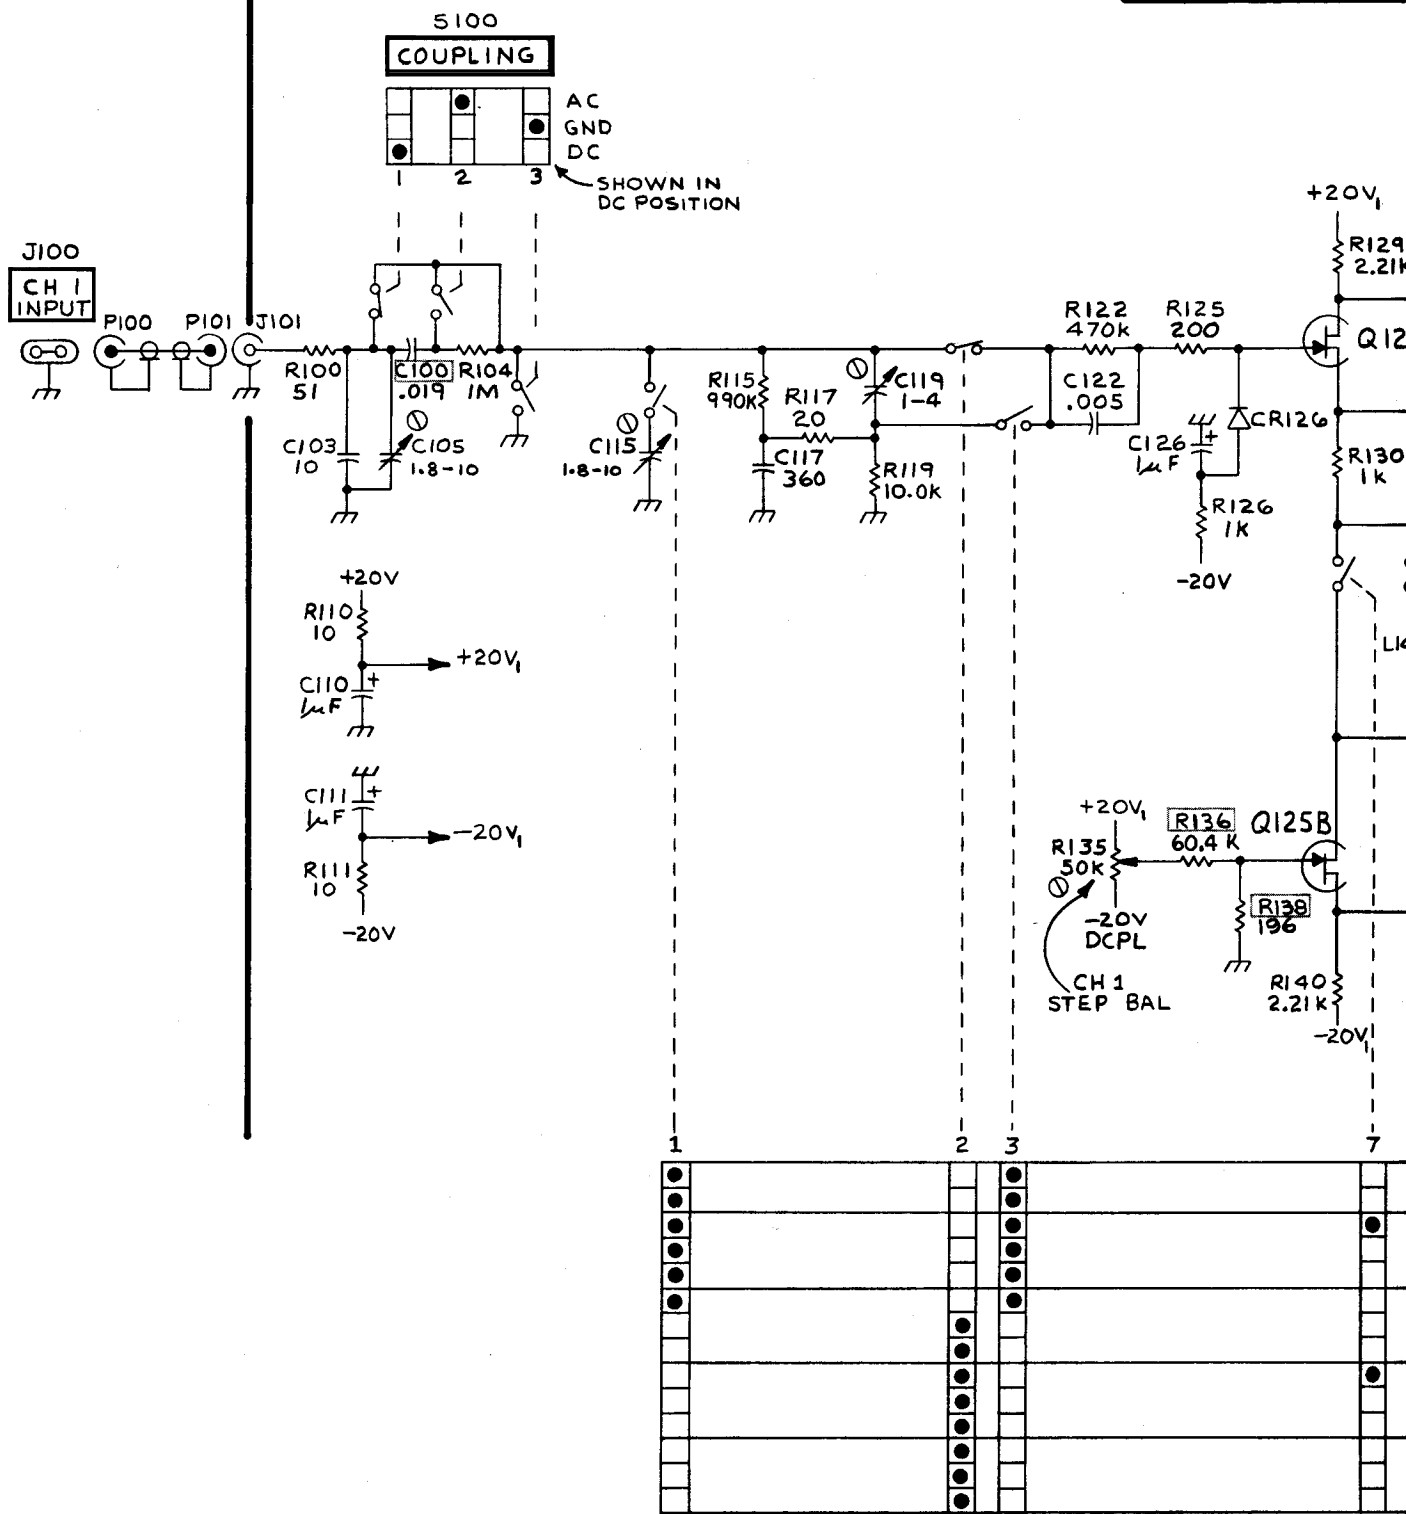 S100
COUPLING
AC
GND
DC
1 2 3
SHOWN IN
DC POSITION
J100
CH 1
INPUT
P100
P101
J101
R100
51
C103
10
C100
.019
R104
1M
C105
1.8-10
C115
1.8-10
R115
990K
R117
20
C117
360
C119
1-4
R119
10.0K
R122
470K
C122
.005
R125
200
C126
+
1µF
CR126
R126
1K
-20V
+20V₁
R129
2.21K
Q12
R130
1K
L14
+20V
R110
10
+20V₁
C110
+
1µF
C111
+
1µF
-20V₁
R111
10
-20V
+20V₁
R135
50K
-20V
DCPL
CH 1
STEP BAL
R136
60.4K
Q125B
R138
196
R140
2.21K
-20V₁
1 2 3 7